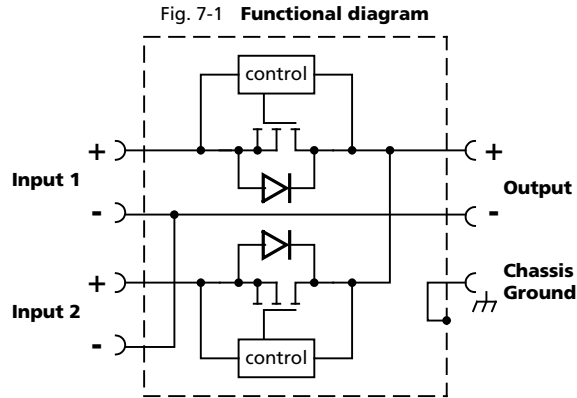 Fig. 7-1 Functional diagram
control
+
+
Input 1
Output
-
-
+
Chassis
Ground
Input 2
-
control